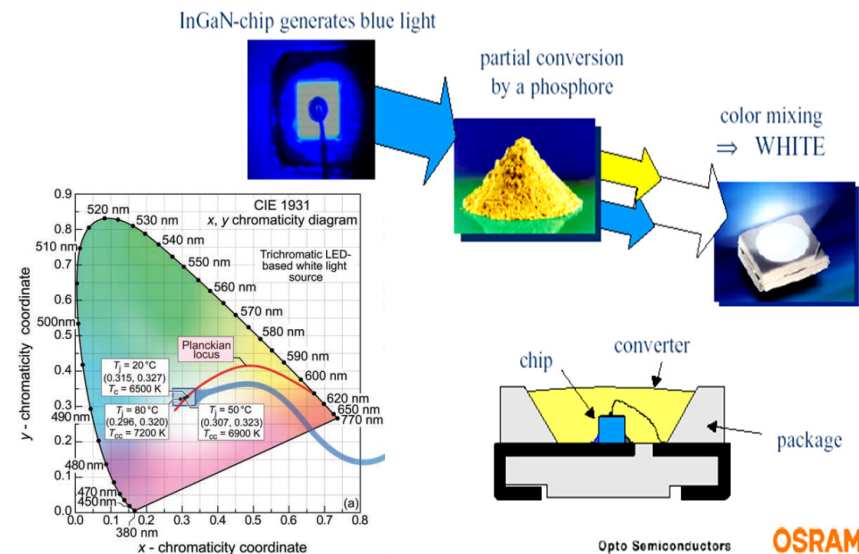 InGaN-chip generates blue light
partial conversion
by a phosphore
color mixing
⇒ WHITE
CIE 1931
x, y chromaticity diagram
Trichromatic LED-
based white light
source
0.9
0.8
0.7
0.6
0.5
0.4
0.3
0.2
0.1
0.0
y - chromaticity coordinate
520 nm
530 nm
540 nm
550 nm
560 nm
570 nm
580 nm
590 nm
600 nm
620 nm
650 nm
770 nm
510 nm
500nm
490nm
480 nm
470 nm
450nm
380 nm
Planckian
locus
Tj = 20°C
(0.315, 0.327)
Tc = 6500 K
Tj = 80°C
(0.296, 0.320)
Tcc = 7200 K
Tj = 50°C
(0.307, 0.323)
Tcc = 6900 K
(a)
0.0 0.1 0.2 0.3 0.4 0.5 0.6 0.7 0.8
x - chromaticity coordinate
chip
converter
package
Opto Semiconductors
OSRAM